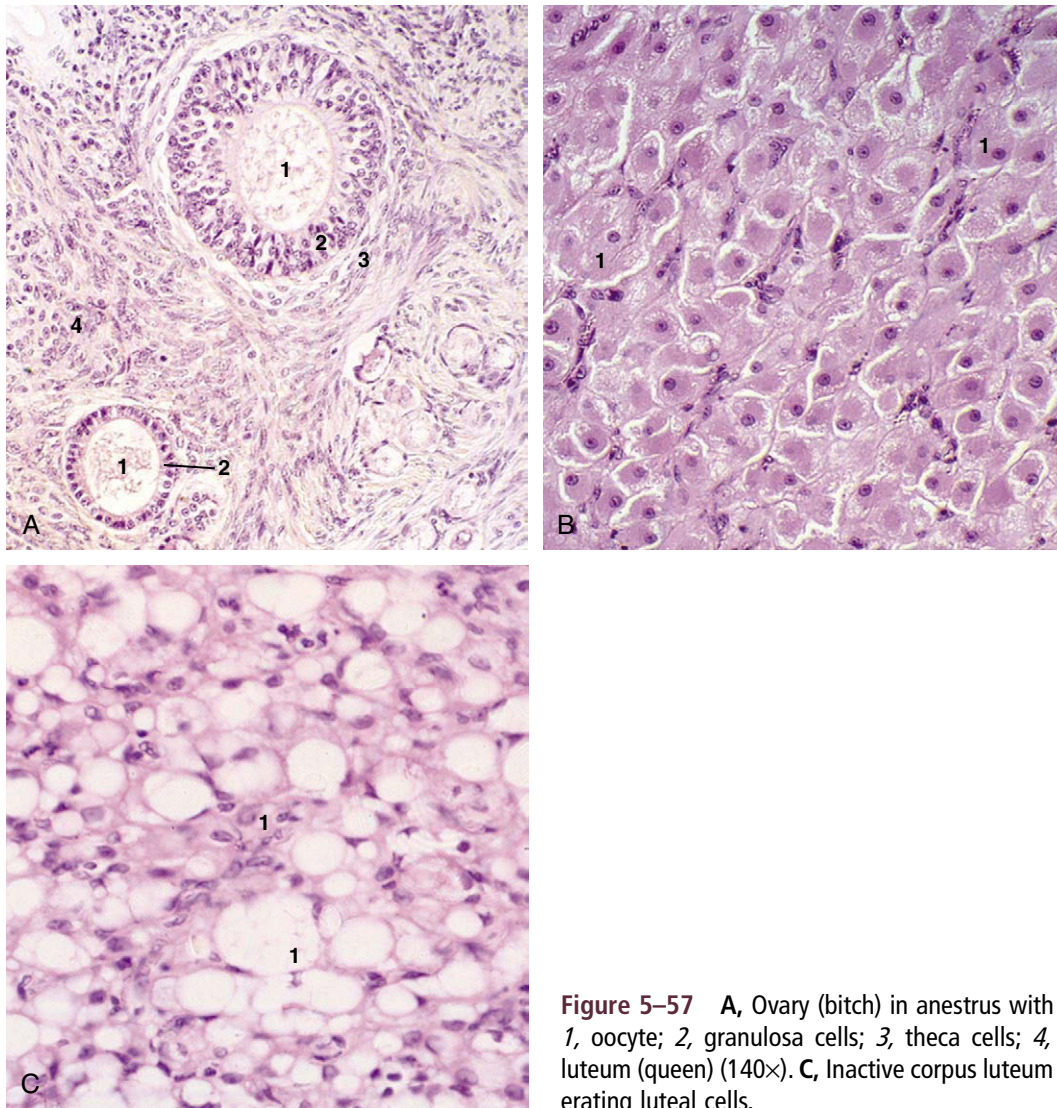 1
2
3
4
1
2
A
1
1
B
1
1
C
Figure 5–57 A, Ovary (bitch) in anestrus with
1, oocyte; 2, granulosa cells; 3, theca cells; 4,
luteum (queen) (140×). C, Inactive corpus luteum
erating luteal cells.